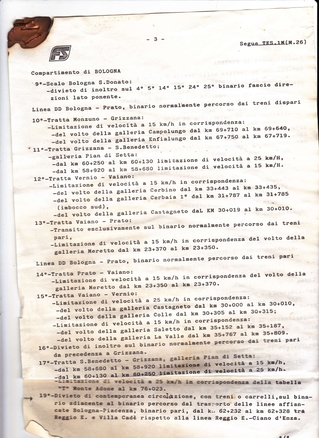 - 3 -
FS
Segue TES.1M(M.26)
Compartimento di BOLOGNA
9°-Scalo Bologna S.Donato:
-divieto di inoltro sul 4° 5° 14° 15° 24° 25° binario fascio dire-
zioni lato ponente.
Linea DD Bologna - Prato, binario normalmente percorso dai treni dispari
10°-Tratta Monzuno - Grizzana:
-Limitazione di velocità a 15 km/h in corrispondenza:
-del volto della galleria Campolungo dal km 69+710 al km 69+640,
-del volto della galleria Enfialungo dal km 67+750 al km 67+719.
11°-Tratta Grizzana - S.Benedetto:
-galleria Pian di Setta:
-dal km 60+250 al km 60+130 limitazione di velocità a 25 km/h,
-dal km 58+920 al km 58+680 limitazione di velocità a 15 km/h.
12°-Tratta Vernio - Vaiano:
-Limitazione di velocità a 15 km/h in corrispondenza:
-del volto della galleria Cerbino dal km 33+443 al km 33+435,
-del volto della galleria Cerbaia 1° dal km 31+787 al km 31+785
(imbocco sud),
-del volto della galleria Castagneto dal KM 30+019 al km 30+010.
13°-Tratta Vaiano - Prato:
-Transito esclusivamente sul binario normalmente percorso dai treni
pari,
-Limitazione di velocità a 15 km/h in corrispondenza del volto della
galleria Meretto dal km 23+370 al km 23+350.
Linea DD Bologna - Prato, binario normalmente percorso dai treni pari
14°-Tratta Prato - Vaiano:
-Limitazione di velocità a 15 km/h in corrispondenza del volto della
galleria Meretto dal km 23+350 al km 23+370.
15°-Tratta Vaiano - Vernio:
-Limitazione di velocità a 25 km/h in corrispondenza:
-del volto della galleria Castagneto dal km 30+000 al km 30+010,
-del volto della galleria Colle dal km 30+305 al km 30+315;
-Limitazione di velocità a 15 km/h in corrispondenza:
-del volto della galleria Saletto dal km 35+152 al km 35+187,
-del volto della galleria La Valle dal km 35+767 al km 35+809.
16°-Divieto di inoltro sul binario normalmente percorso dai treni pari
da precedenza a Grizzana.
17°-Tratta S.Benedetto - Grizzana, galleria Pian di Setta:
-dal km 58+680 al km 58+920 limitazione di velocità a 15 km/h,
-dal km 60+130 al km 60+250 limitazione di velocità a 25 km/h.
-Limitazione di velocità a 25 km/h in corrispondenza della tabella
"T" Monte Adone al km 76+023.
18°-Divieto di contemporanea circolazione, con treni o carrelli, sul bina-
rio adiacente al binario percorso dal trasporto delle linee affian-
cate Bologna-Piacenza, binario pari, dal k. 62+232 al km 62+328 tra
Reggio E. e Villa Cadè rispetto alla linea Reggio E.-Ciano d'Enza.